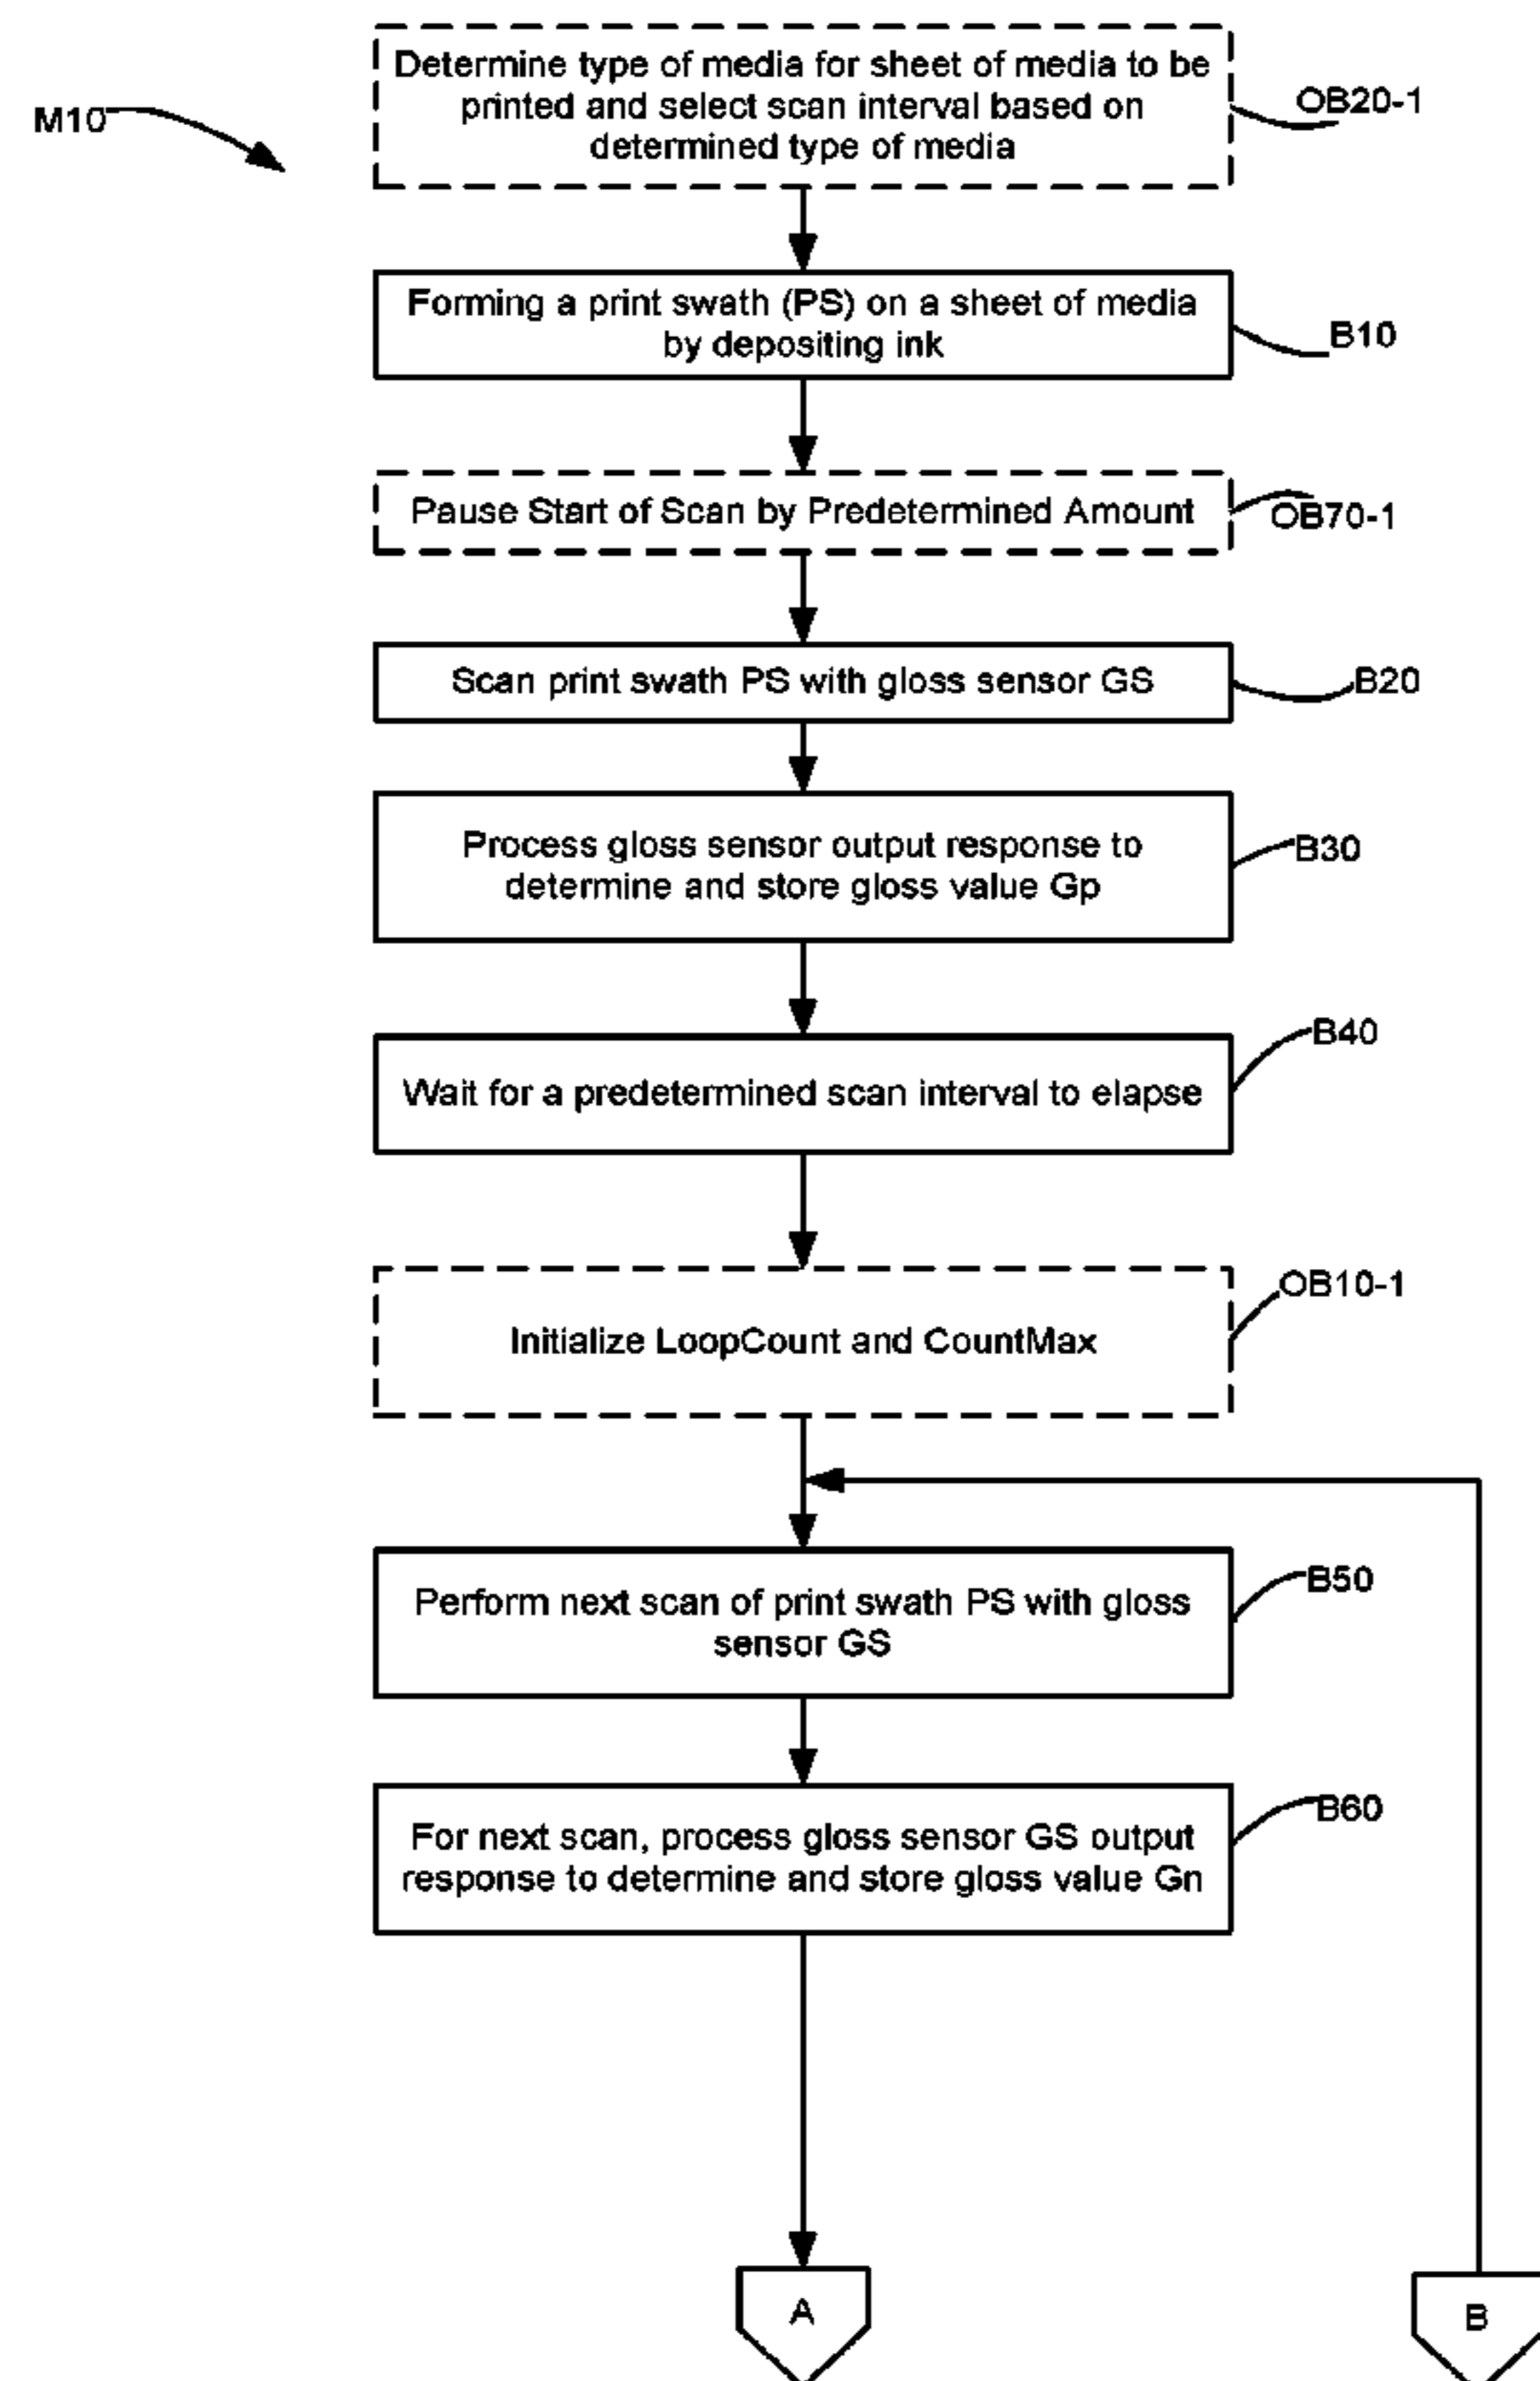 M10
Determine type of media for sheet of media to be
printed and select scan interval based on
determined type of media
OB20-1
Forming a print swath (PS) on a sheet of media
by depositing ink
B10
Pause Start of Scan by Predetermined Amount
OB70-1
Scan print swath PS with gloss sensor GS
B20
Process gloss sensor output response to
determine and store gloss value Gp
B30
Wait for a predetermined scan interval to elapse
B40
Initialize LoopCount and CountMax
OB10-1
Perform next scan of print swath PS with gloss
sensor GS
B50
For next scan, process gloss sensor GS output
response to determine and store gloss value Gn
B60
A
B